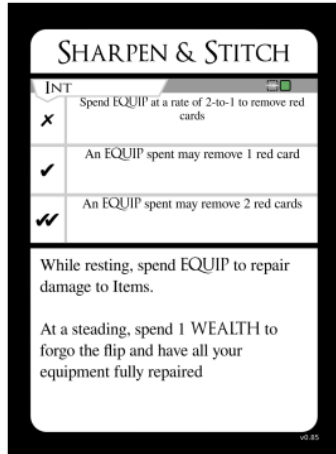 SHARPEN & STITCH
INT
✗ Spend EQUIP at a rate of 2-to-1 to remove red
cards
✔ An EQUIP spent may remove 1 red card
✔✔ An EQUIP spent may remove 2 red cards
While resting, spend EQUIP to repair
damage to Items.
At a steading, spend 1 WEALTH to
forgo the flip and have all your
equipment fully repaired
v0.85